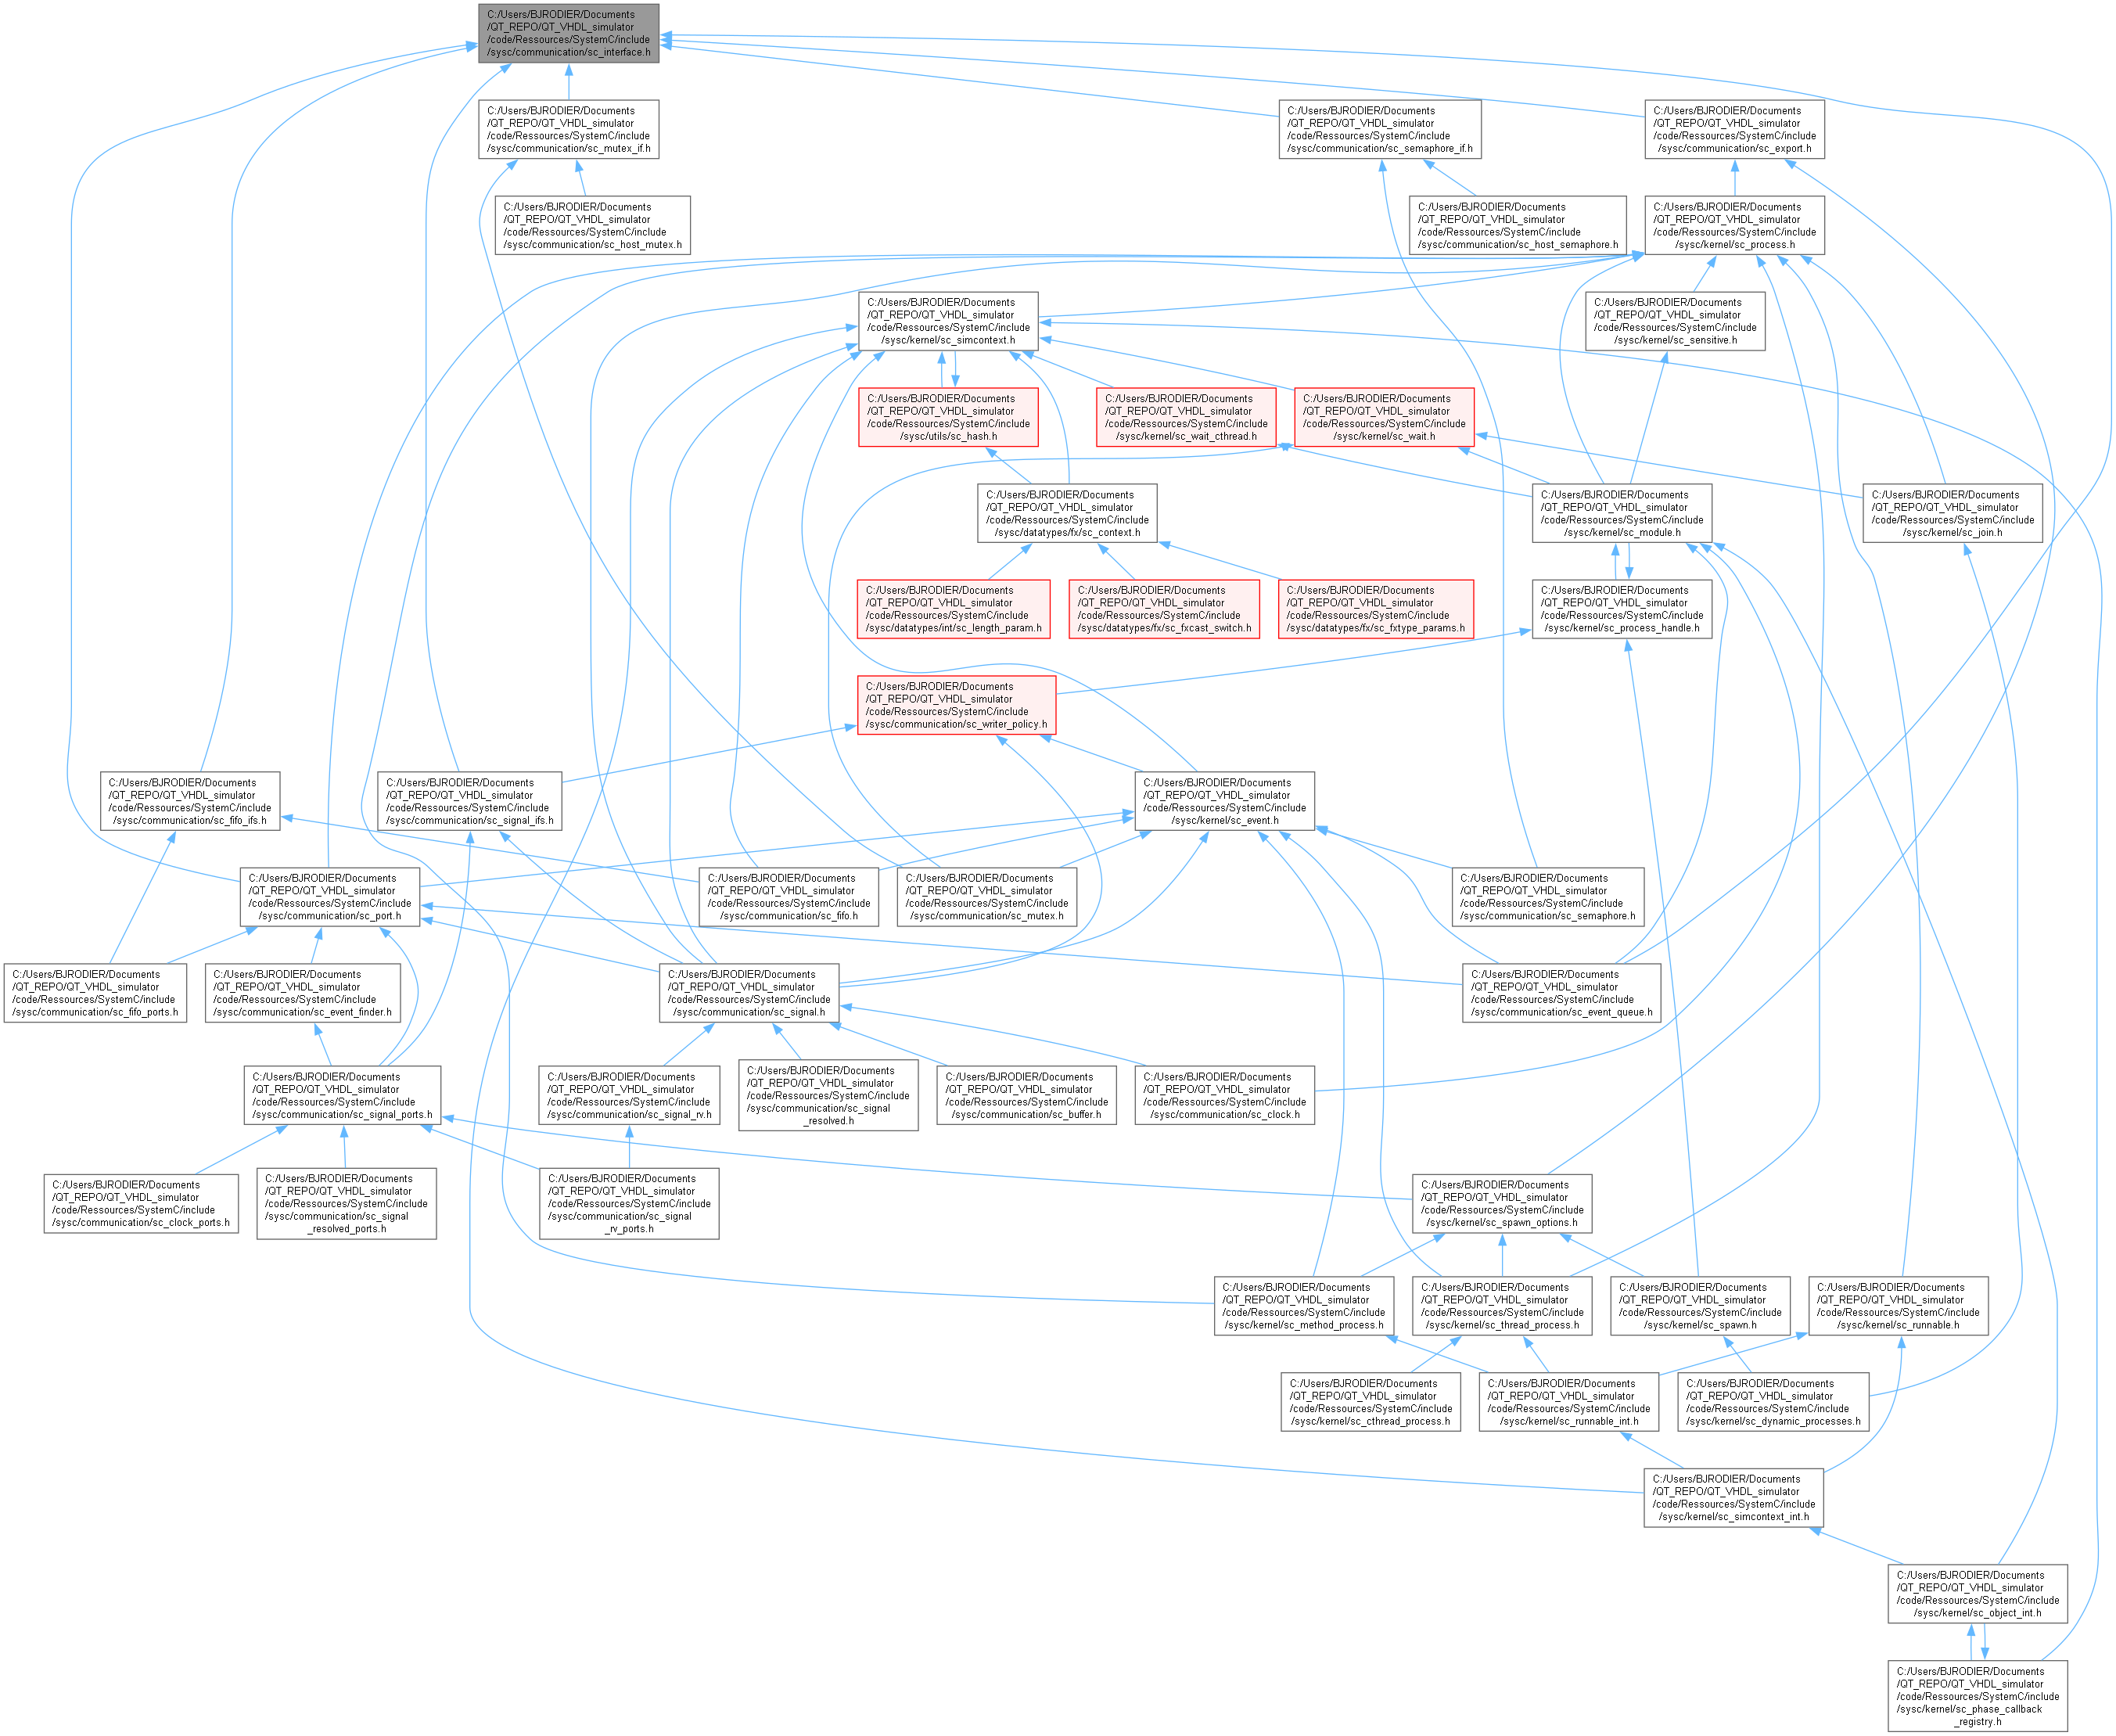 C:/Users/BJRODIER/Documents
/QT_REPO/QT_VHDL_simulator
/code/Ressources/SystemC/include
/sysc/communication/sc_interface.h
C:/Users/BJRODIER/Documents
/QT_REPO/QT_VHDL_simulator
/code/Ressources/SystemC/include
/sysc/communication/sc_mutex_if.h
C:/Users/BJRODIER/Documents
/QT_REPO/QT_VHDL_simulator
/code/Ressources/SystemC/include
/sysc/communication/sc_semaphore_if.h
C:/Users/BJRODIER/Documents
/QT_REPO/QT_VHDL_simulator
/code/Ressources/SystemC/include
/sysc/communication/sc_export.h
C:/Users/BJRODIER/Documents
/QT_REPO/QT_VHDL_simulator
/code/Ressources/SystemC/include
/sysc/communication/sc_host_mutex.h
C:/Users/BJRODIER/Documents
/QT_REPO/QT_VHDL_simulator
/code/Ressources/SystemC/include
/sysc/communication/sc_host_semaphore.h
C:/Users/BJRODIER/Documents
/QT_REPO/QT_VHDL_simulator
/code/Ressources/SystemC/include
/sysc/kernel/sc_process.h
C:/Users/BJRODIER/Documents
/QT_REPO/QT_VHDL_simulator
/code/Ressources/SystemC/include
/sysc/kernel/sc_simcontext.h
C:/Users/BJRODIER/Documents
/QT_REPO/QT_VHDL_simulator
/code/Ressources/SystemC/include
/sysc/kernel/sc_sensitive.h
C:/Users/BJRODIER/Documents
/QT_REPO/QT_VHDL_simulator
/code/Ressources/SystemC/include
/sysc/utils/sc_hash.h
C:/Users/BJRODIER/Documents
/QT_REPO/QT_VHDL_simulator
/code/Ressources/SystemC/include
/sysc/kernel/sc_wait_cthread.h
C:/Users/BJRODIER/Documents
/QT_REPO/QT_VHDL_simulator
/code/Ressources/SystemC/include
/sysc/kernel/sc_wait.h
C:/Users/BJRODIER/Documents
/QT_REPO/QT_VHDL_simulator
/code/Ressources/SystemC/include
/sysc/datatypes/fx/sc_context.h
C:/Users/BJRODIER/Documents
/QT_REPO/QT_VHDL_simulator
/code/Ressources/SystemC/include
/sysc/kernel/sc_module.h
C:/Users/BJRODIER/Documents
/QT_REPO/QT_VHDL_simulator
/code/Ressources/SystemC/include
/sysc/kernel/sc_join.h
C:/Users/BJRODIER/Documents
/QT_REPO/QT_VHDL_simulator
/code/Ressources/SystemC/include
/sysc/datatypes/int/sc_length_param.h
C:/Users/BJRODIER/Documents
/QT_REPO/QT_VHDL_simulator
/code/Ressources/SystemC/include
/sysc/datatypes/fx/sc_fxcast_switch.h
C:/Users/BJRODIER/Documents
/QT_REPO/QT_VHDL_simulator
/code/Ressources/SystemC/include
/sysc/datatypes/fx/sc_fxtype_params.h
C:/Users/BJRODIER/Documents
/QT_REPO/QT_VHDL_simulator
/code/Ressources/SystemC/include
/sysc/kernel/sc_process_handle.h
C:/Users/BJRODIER/Documents
/QT_REPO/QT_VHDL_simulator
/code/Ressources/SystemC/include
/sysc/communication/sc_writer_policy.h
C:/Users/BJRODIER/Documents
/QT_REPO/QT_VHDL_simulator
/code/Ressources/SystemC/include
/sysc/communication/sc_fifo_ifs.h
C:/Users/BJRODIER/Documents
/QT_REPO/QT_VHDL_simulator
/code/Ressources/SystemC/include
/sysc/communication/sc_signal_ifs.h
C:/Users/BJRODIER/Documents
/QT_REPO/QT_VHDL_simulator
/code/Ressources/SystemC/include
/sysc/kernel/sc_event.h
C:/Users/BJRODIER/Documents
/QT_REPO/QT_VHDL_simulator
/code/Ressources/SystemC/include
/sysc/communication/sc_port.h
C:/Users/BJRODIER/Documents
/QT_REPO/QT_VHDL_simulator
/code/Ressources/SystemC/include
/sysc/communication/sc_fifo.h
C:/Users/BJRODIER/Documents
/QT_REPO/QT_VHDL_simulator
/code/Ressources/SystemC/include
/sysc/communication/sc_mutex.h
C:/Users/BJRODIER/Documents
/QT_REPO/QT_VHDL_simulator
/code/Ressources/SystemC/include
/sysc/communication/sc_semaphore.h
C:/Users/BJRODIER/Documents
/QT_REPO/QT_VHDL_simulator
/code/Ressources/SystemC/include
/sysc/communication/sc_fifo_ports.h
C:/Users/BJRODIER/Documents
/QT_REPO/QT_VHDL_simulator
/code/Ressources/SystemC/include
/sysc/communication/sc_event_finder.h
C:/Users/BJRODIER/Documents
/QT_REPO/QT_VHDL_simulator
/code/Ressources/SystemC/include
/sysc/communication/sc_signal.h
C:/Users/BJRODIER/Documents
/QT_REPO/QT_VHDL_simulator
/code/Ressources/SystemC/include
/sysc/communication/sc_event_queue.h
C:/Users/BJRODIER/Documents
/QT_REPO/QT_VHDL_simulator
/code/Ressources/SystemC/include
/sysc/communication/sc_signal_ports.h
C:/Users/BJRODIER/Documents
/QT_REPO/QT_VHDL_simulator
/code/Ressources/SystemC/include
/sysc/communication/sc_signal_rv.h
C:/Users/BJRODIER/Documents
/QT_REPO/QT_VHDL_simulator
/code/Ressources/SystemC/include
/sysc/communication/sc_signal
_resolved.h
C:/Users/BJRODIER/Documents
/QT_REPO/QT_VHDL_simulator
/code/Ressources/SystemC/include
/sysc/communication/sc_buffer.h
C:/Users/BJRODIER/Documents
/QT_REPO/QT_VHDL_simulator
/code/Ressources/SystemC/include
/sysc/communication/sc_clock.h
C:/Users/BJRODIER/Documents
/QT_REPO/QT_VHDL_simulator
/code/Ressources/SystemC/include
/sysc/communication/sc_clock_ports.h
C:/Users/BJRODIER/Documents
/QT_REPO/QT_VHDL_simulator
/code/Ressources/SystemC/include
/sysc/communication/sc_signal
_resolved_ports.h
C:/Users/BJRODIER/Documents
/QT_REPO/QT_VHDL_simulator
/code/Ressources/SystemC/include
/sysc/communication/sc_signal
_rv_ports.h
C:/Users/BJRODIER/Documents
/QT_REPO/QT_VHDL_simulator
/code/Ressources/SystemC/include
/sysc/kernel/sc_spawn_options.h
C:/Users/BJRODIER/Documents
/QT_REPO/QT_VHDL_simulator
/code/Ressources/SystemC/include
/sysc/kernel/sc_method_process.h
C:/Users/BJRODIER/Documents
/QT_REPO/QT_VHDL_simulator
/code/Ressources/SystemC/include
/sysc/kernel/sc_thread_process.h
C:/Users/BJRODIER/Documents
/QT_REPO/QT_VHDL_simulator
/code/Ressources/SystemC/include
/sysc/kernel/sc_spawn.h
C:/Users/BJRODIER/Documents
/QT_REPO/QT_VHDL_simulator
/code/Ressources/SystemC/include
/sysc/kernel/sc_runnable.h
C:/Users/BJRODIER/Documents
/QT_REPO/QT_VHDL_simulator
/code/Ressources/SystemC/include
/sysc/kernel/sc_cthread_process.h
C:/Users/BJRODIER/Documents
/QT_REPO/QT_VHDL_simulator
/code/Ressources/SystemC/include
/sysc/kernel/sc_runnable_int.h
C:/Users/BJRODIER/Documents
/QT_REPO/QT_VHDL_simulator
/code/Ressources/SystemC/include
/sysc/kernel/sc_dynamic_processes.h
C:/Users/BJRODIER/Documents
/QT_REPO/QT_VHDL_simulator
/code/Ressources/SystemC/include
/sysc/kernel/sc_simcontext_int.h
C:/Users/BJRODIER/Documents
/QT_REPO/QT_VHDL_simulator
/code/Ressources/SystemC/include
/sysc/kernel/sc_object_int.h
C:/Users/BJRODIER/Documents
/QT_REPO/QT_VHDL_simulator
/code/Ressources/SystemC/include
/sysc/kernel/sc_phase_callback
_registry.h